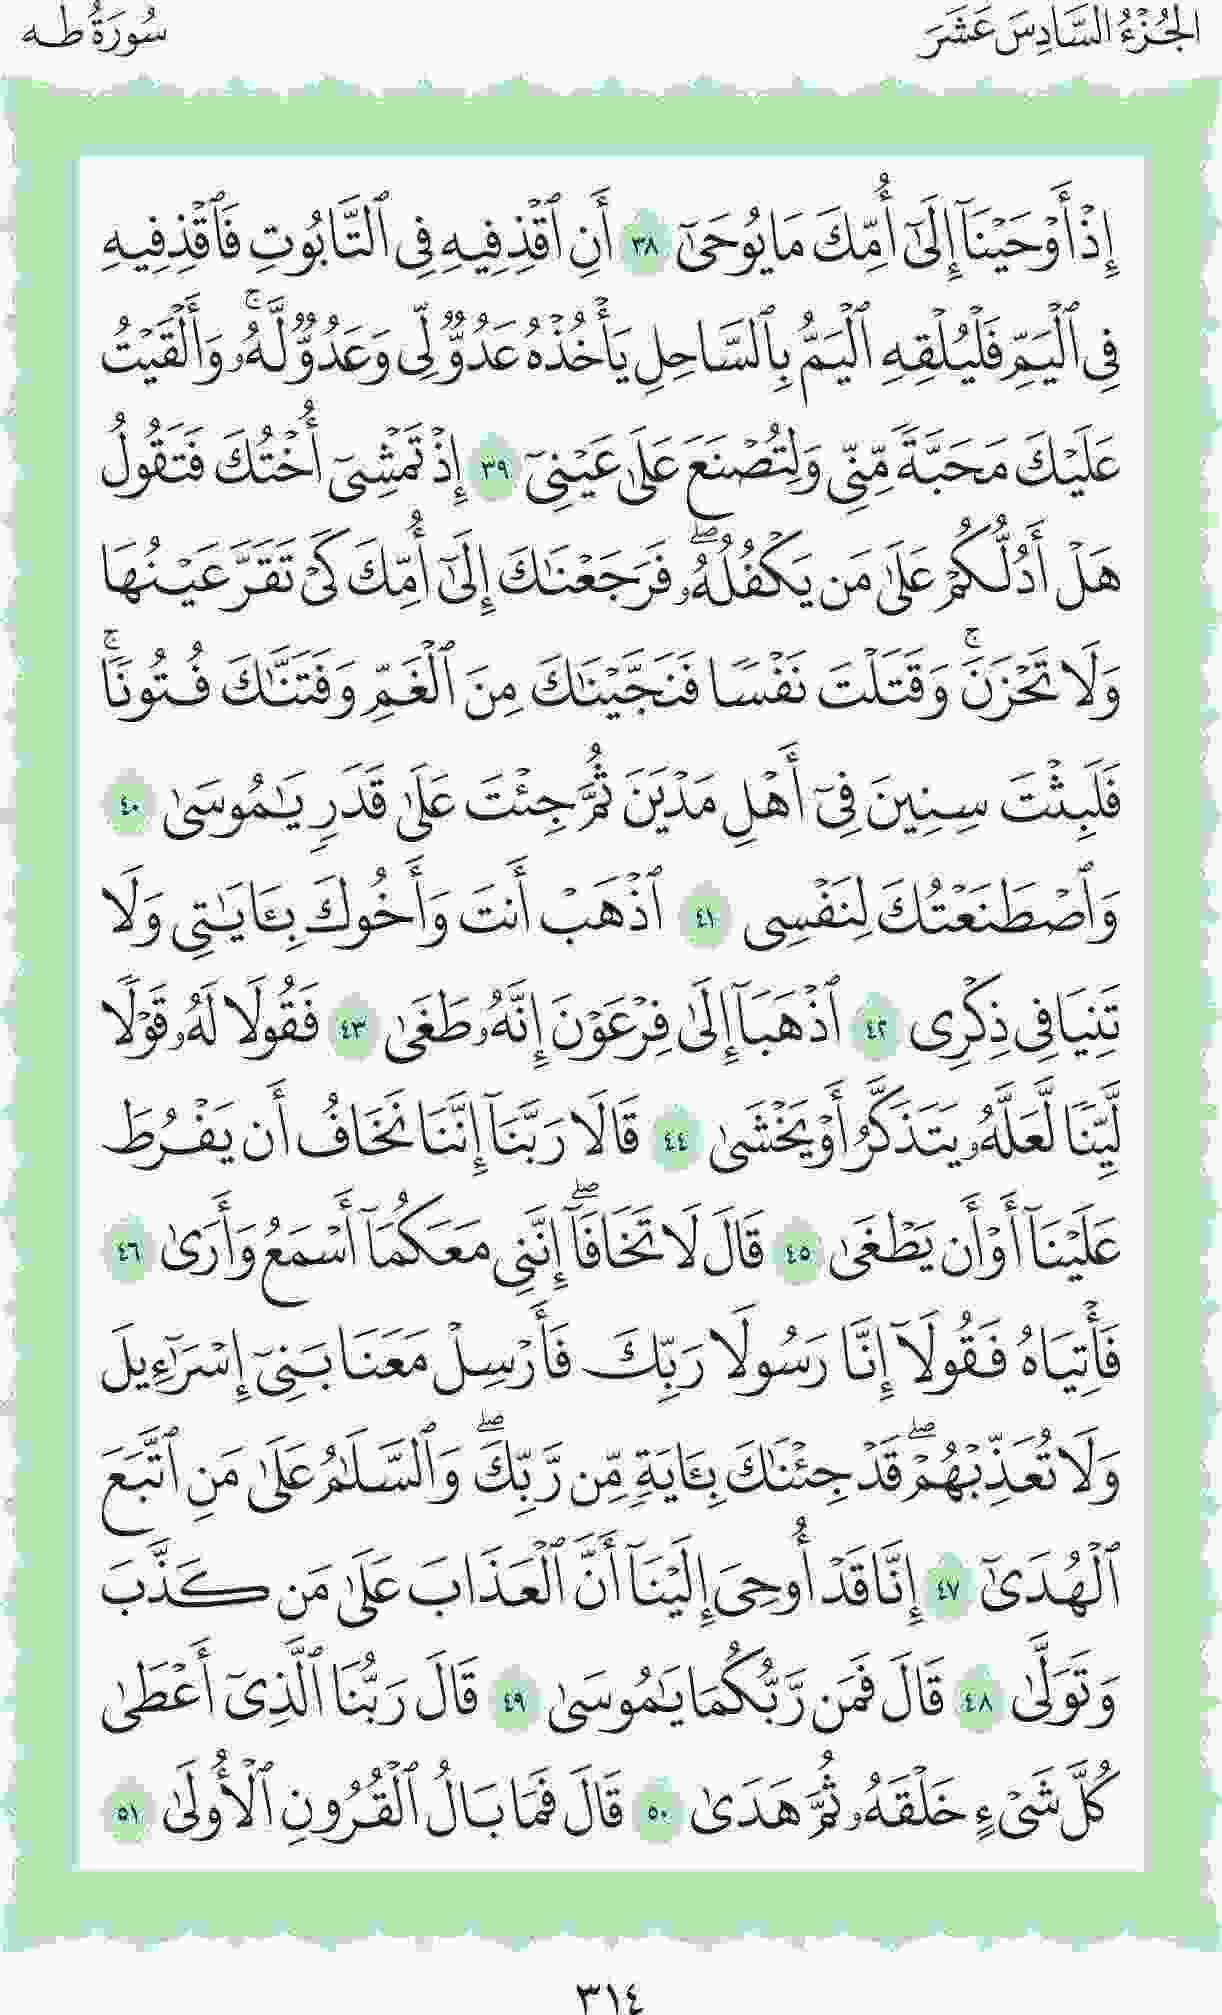 الجُزْءُ السَّادِسَ عَشَرَ
سُورَةُ طه
إِذْ أَوْحَيْنَآ إِلَىٰٓ أُمِّكَ مَا يُوحَىٰٓ ٣٨ أَنِ ٱقْذِفِيهِ فِى ٱلتَّابُوتِ فَٱقْذِفِيهِ
فِى ٱلْيَمِّ فَلْيُلْقِهِ ٱلْيَمُّ بِٱلسَّاحِلِ يَأْخُذْهُ عَدُوٌّ لِّى وَعَدُوٌّ لَّهُۥ ۚ وَأَلْقَيْتُ
عَلَيْكَ مَحَبَّةً مِّنِّى وَلِتُصْنَعَ عَلَىٰ عَيْنِىٓ ٣٩ إِذْ تَمْشِىٓ أُخْتُكَ فَتَقُولُ
هَلْ أَدُلُّكُمْ عَلَىٰ مَن يَكْفُلُهُۥ ۖ فَرَجَعْنَٰكَ إِلَىٰٓ أُمِّكَ كَىْ تَقَرَّ عَيْنُهَا
وَلَا تَحْزَنَ ۚ وَقَتَلْتَ نَفْسًا فَنَجَّيْنَٰكَ مِنَ ٱلْغَمِّ وَفَتَنَّٰكَ فُتُونًا ۚ
فَلَبِثْتَ سِنِينَ فِىٓ أَهْلِ مَدْيَنَ ثُمَّ جِئْتَ عَلَىٰ قَدَرٍ يَٰمُوسَىٰ ٤٠
وَٱصْطَنَعْتُكَ لِنَفْسِى ٤١ ٱذْهَبْ أَنتَ وَأَخُوكَ بِـَٔايَٰتِى وَلَا
تَنِيَا فِى ذِكْرِى ٤٢ ٱذْهَبَآ إِلَىٰ فِرْعَوْنَ إِنَّهُۥ طَغَىٰ ٤٣ فَقُولَا لَهُۥ قَوْلًا
لَّيِّنًا لَّعَلَّهُۥ يَتَذَكَّرُ أَوْ يَخْشَىٰ ٤٤ قَالَا رَبَّنَآ إِنَّنَا نَخَافُ أَن يَفْرُطَ
عَلَيْنَآ أَوْ أَن يَطْغَىٰ ٤٥ قَالَ لَا تَخَافَآ ۖ إِنَّنِى مَعَكُمَآ أَسْمَعُ وَأَرَىٰ ٤٦
فَأْتِيَاهُ فَقُولَآ إِنَّا رَسُولَا رَبِّكَ فَأَرْسِلْ مَعَنَا بَنِىٓ إِسْرَٰٓءِيلَ
وَلَا تُعَذِّبْهُمْ ۖ قَدْ جِئْنَٰكَ بِـَٔايَةٍ مِّن رَّبِّكَ ۖ وَٱلسَّلَٰمُ عَلَىٰ مَنِ ٱتَّبَعَ
ٱلْهُدَىٰٓ ٤٧ إِنَّا قَدْ أُوحِىَ إِلَيْنَآ أَنَّ ٱلْعَذَابَ عَلَىٰ مَن كَذَّبَ
وَتَوَلَّىٰ ٤٨ قَالَ فَمَن رَّبُّكُمَا يَٰمُوسَىٰ ٤٩ قَالَ رَبُّنَا ٱلَّذِىٓ أَعْطَىٰ
كُلَّ شَىْءٍ خَلْقَهُۥ ثُمَّ هَدَىٰ ٥٠ قَالَ فَمَا بَالُ ٱلْقُرُونِ ٱلْأُولَىٰ ٥١
٣١٤